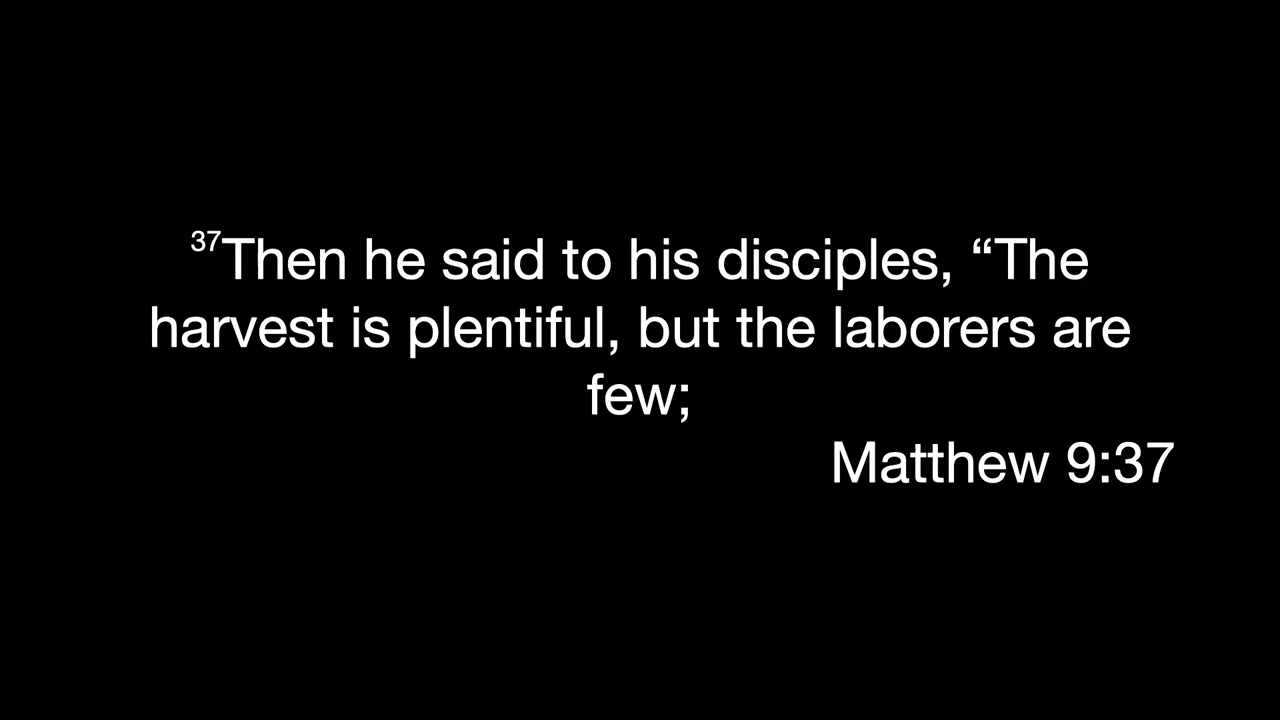 37Then he said to his disciples, “The
harvest is plentiful, but the laborers are
few;
Matthew 9:37